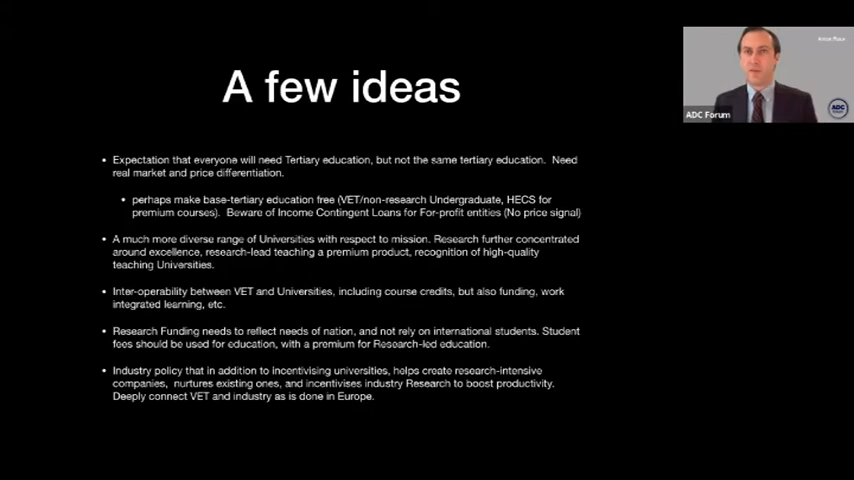 A few ideas
• Expectation that everyone will need Tertiary education, but not the same tertiary education. Need
real market and price differentiation.
• perhaps make base-tertiary education free (VET/non-research Undergraduate, HECS for
premium courses). Beware of Income Contingent Loans for For-profit entities (No price signal)
• A much more diverse range of Universities with respect to mission. Research further concentrated
around excellence, research-lead teaching a premium product, recognition of high-quality
teaching Universities.
• Inter-operability between VET and Universities, including course credits, but also funding, work
integrated learning, etc.
• Research Funding needs to reflect needs of nation, and not rely on international students. Student
fees should be used for education, with a premium for Research-led education.
• Industry policy that in addition to incentivising universities, helps create research-intensive
companies, nurtures existing ones, and incentivises industry Research to boost productivity.
Deeply connect VET and industry as is done in Europe.
ADC Forum
ADC